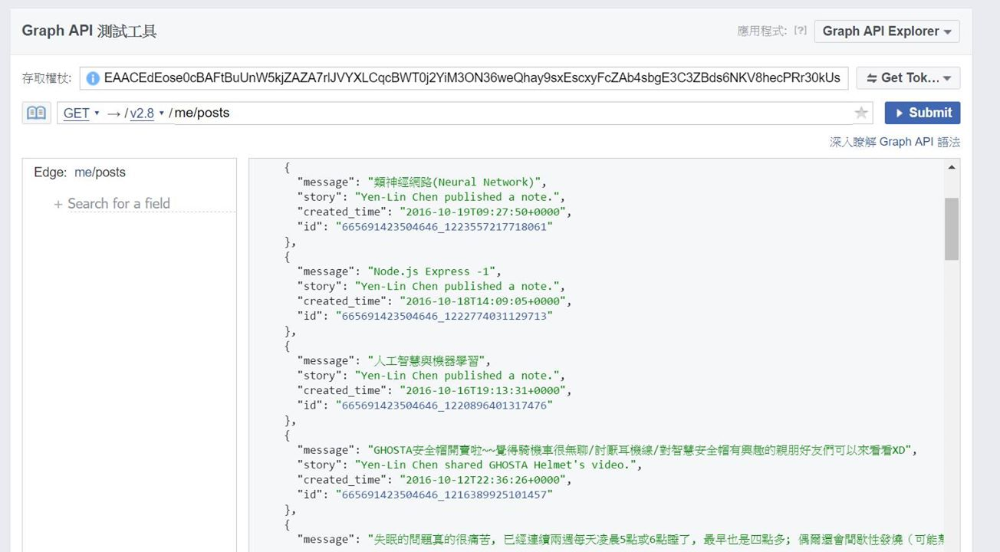 Graph API 測試工具
應用程式: [?] Graph API Explorer
存取權杖: EAACEdEose0cBAFtBuUnW5kjZAZA7rIJVYXLCqcBWT0j2YiM3ON36weQhay9sxEscxyFcZAb4sbgE3C3ZBds6NKV8hecPRr30kUs Get Tok...
GET → / v2.8 / me/posts Submit
深入瞭解 Graph API 語法
Edge: me/posts
+ Search for a field
{
"message": "類神經網路(Neural Network)",
"story": "Yen-Lin Chen published a note.",
"created_time": "2016-10-19T09:27:50+0000",
"id": "665691423504646_1223557217718061"
},
{
"message": "Node.js Express -1",
"story": "Yen-Lin Chen published a note.",
"created_time": "2016-10-18T14:09:05+0000",
"id": "665691423504646_1222774031129713"
},
{
"message": "人工智慧與機器學習",
"story": "Yen-Lin Chen published a note.",
"created_time": "2016-10-16T19:13:31+0000",
"id": "665691423504646_1220896401317476"
},
{
"message": "GHOSTA安全帽開賣啦~~覺得騎機車很無聊/討厭耳機線/對智慧安全帽有興趣的親朋好友們可以來看看XD",
"story": "Yen-Lin Chen shared GHOSTA Helmet's video.",
"created_time": "2016-10-12T22:36:26+0000",
"id": "665691423504646_1216389925101457"
},
{
"message": "失眠的問題真的很痛苦, 已經連續兩週每天凌晨5點或6點睡了, 最早也是四點多; 偶爾還會間歇性發燒（可能